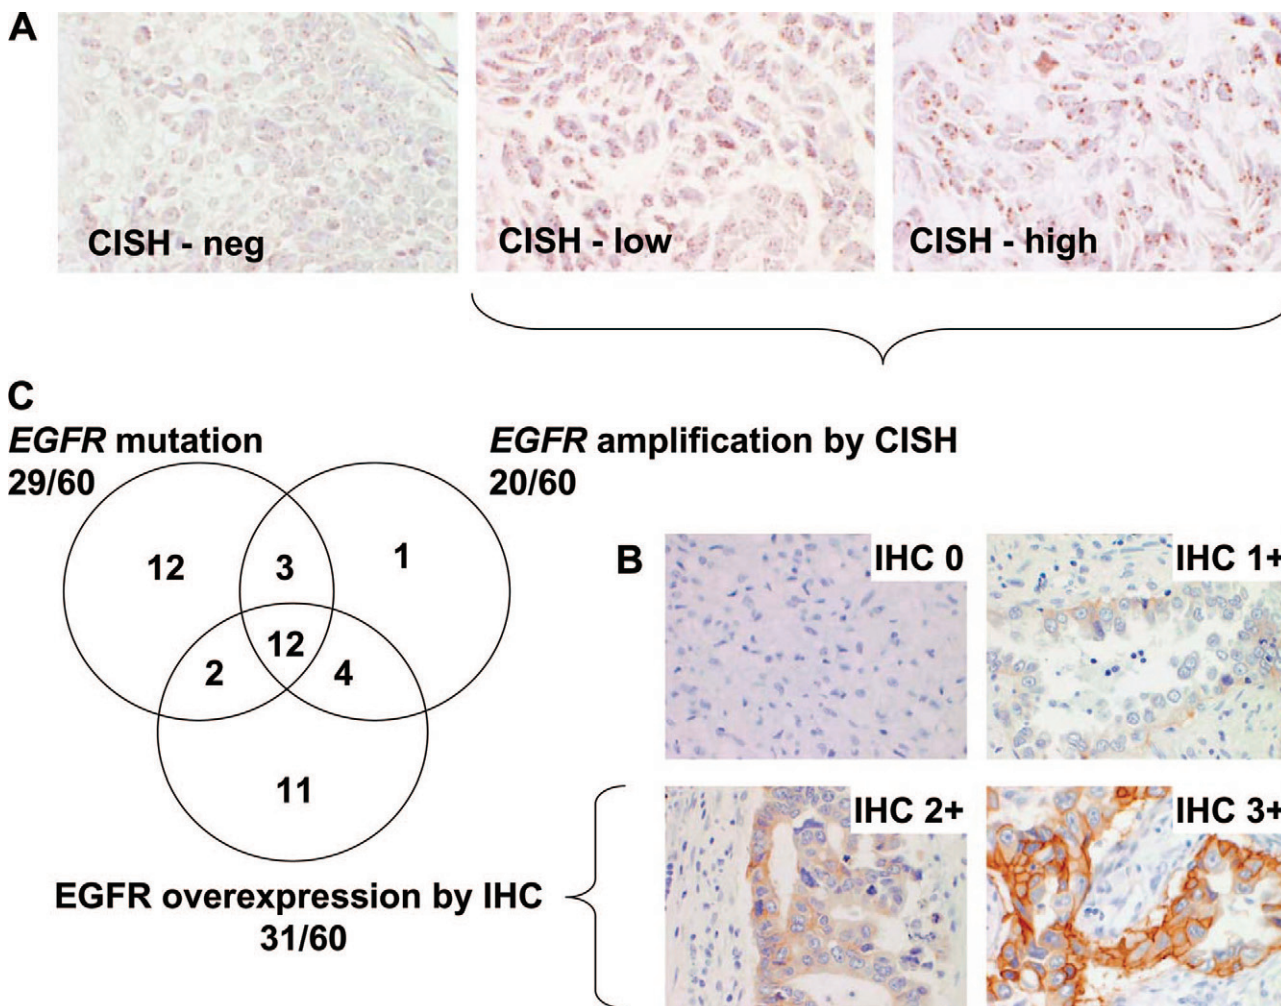 A
CISH - neg
CISH - low
CISH - high
C
EGFR mutation
29/60
EGFR amplification by CISH
20/60
12
3
1
12
2
4
11
EGFR overexpression by IHC
31/60
B
IHC 0
IHC 1+
IHC 2+
IHC 3+